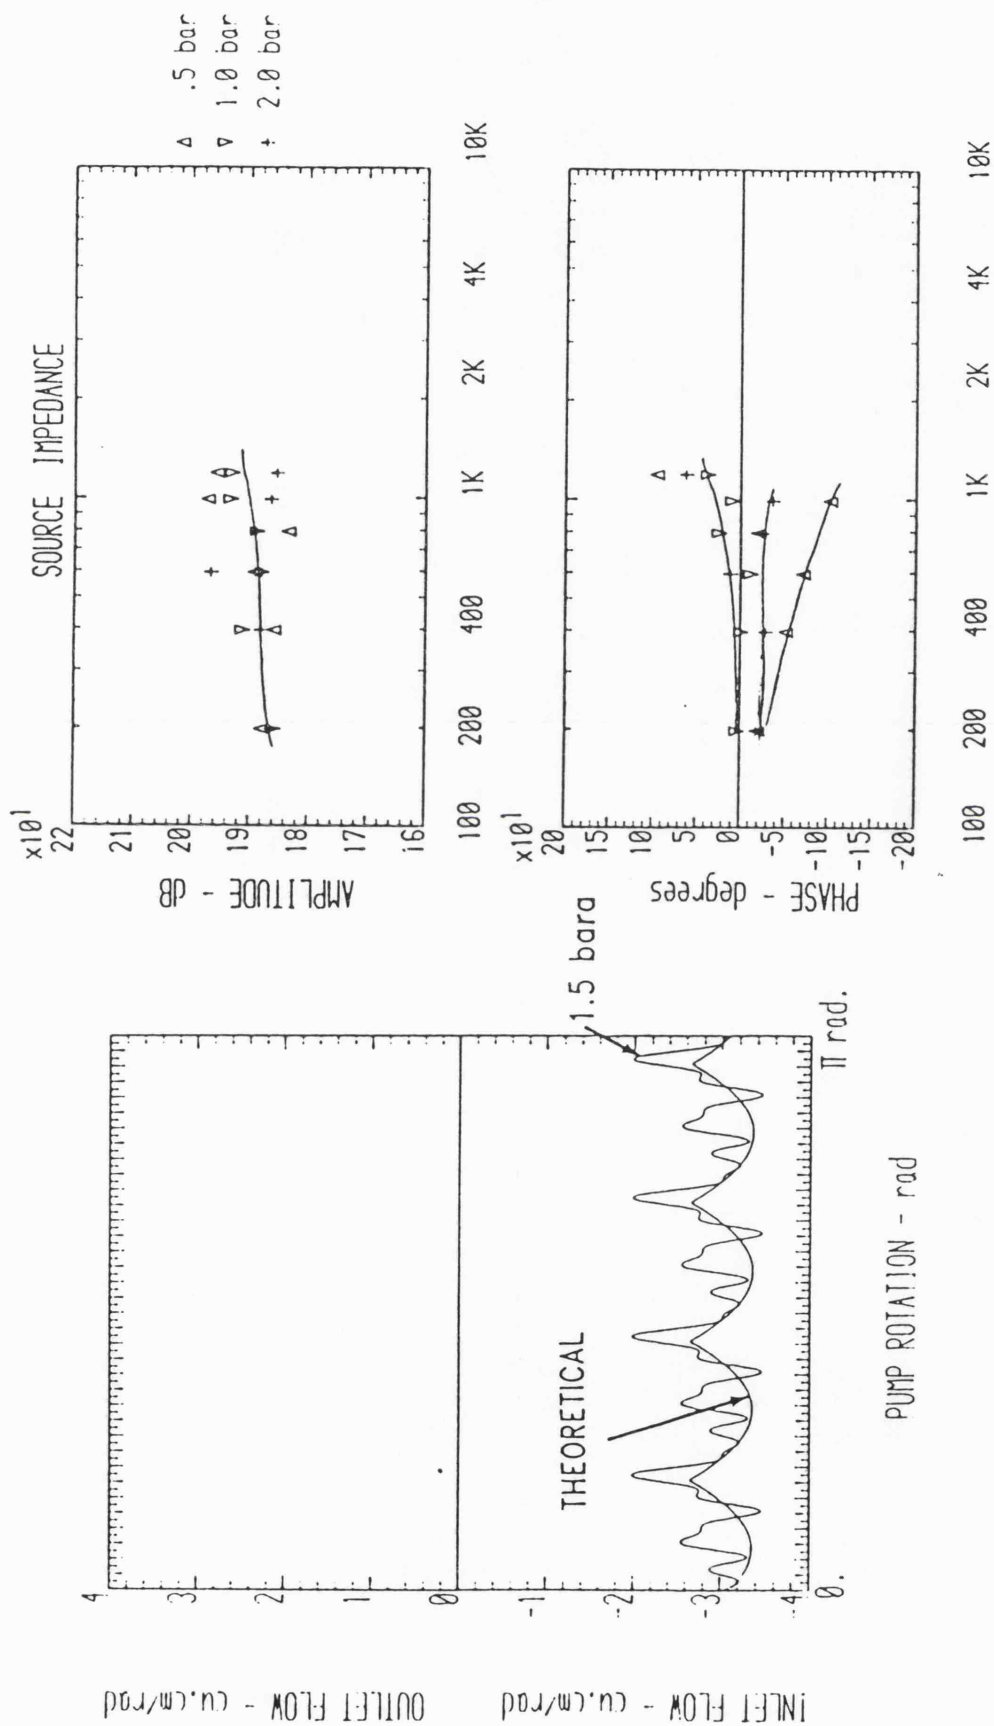 SOURCE IMPEDANCE
x10¹
22
21
20
19
18
17
16
AMPLITUDE - dB
100
200
400
1K
2K
4K
10K
Δ .5 bar
∇ 1.0 bar
+ 2.0 bar
x10¹
20
15
10
5
0
-5
-10
-15
-20
PHASE - degrees
100
200
400
1K
2K
4K
10K
OUTLET FLOW - cu.cm/rad
INLET FLOW - cu.cm/rad
4
3
2
1
0
-1
-2
-3
-4
0.
Π rad.
PUMP ROTATION - rad
THEORETICAL
1.5 bara